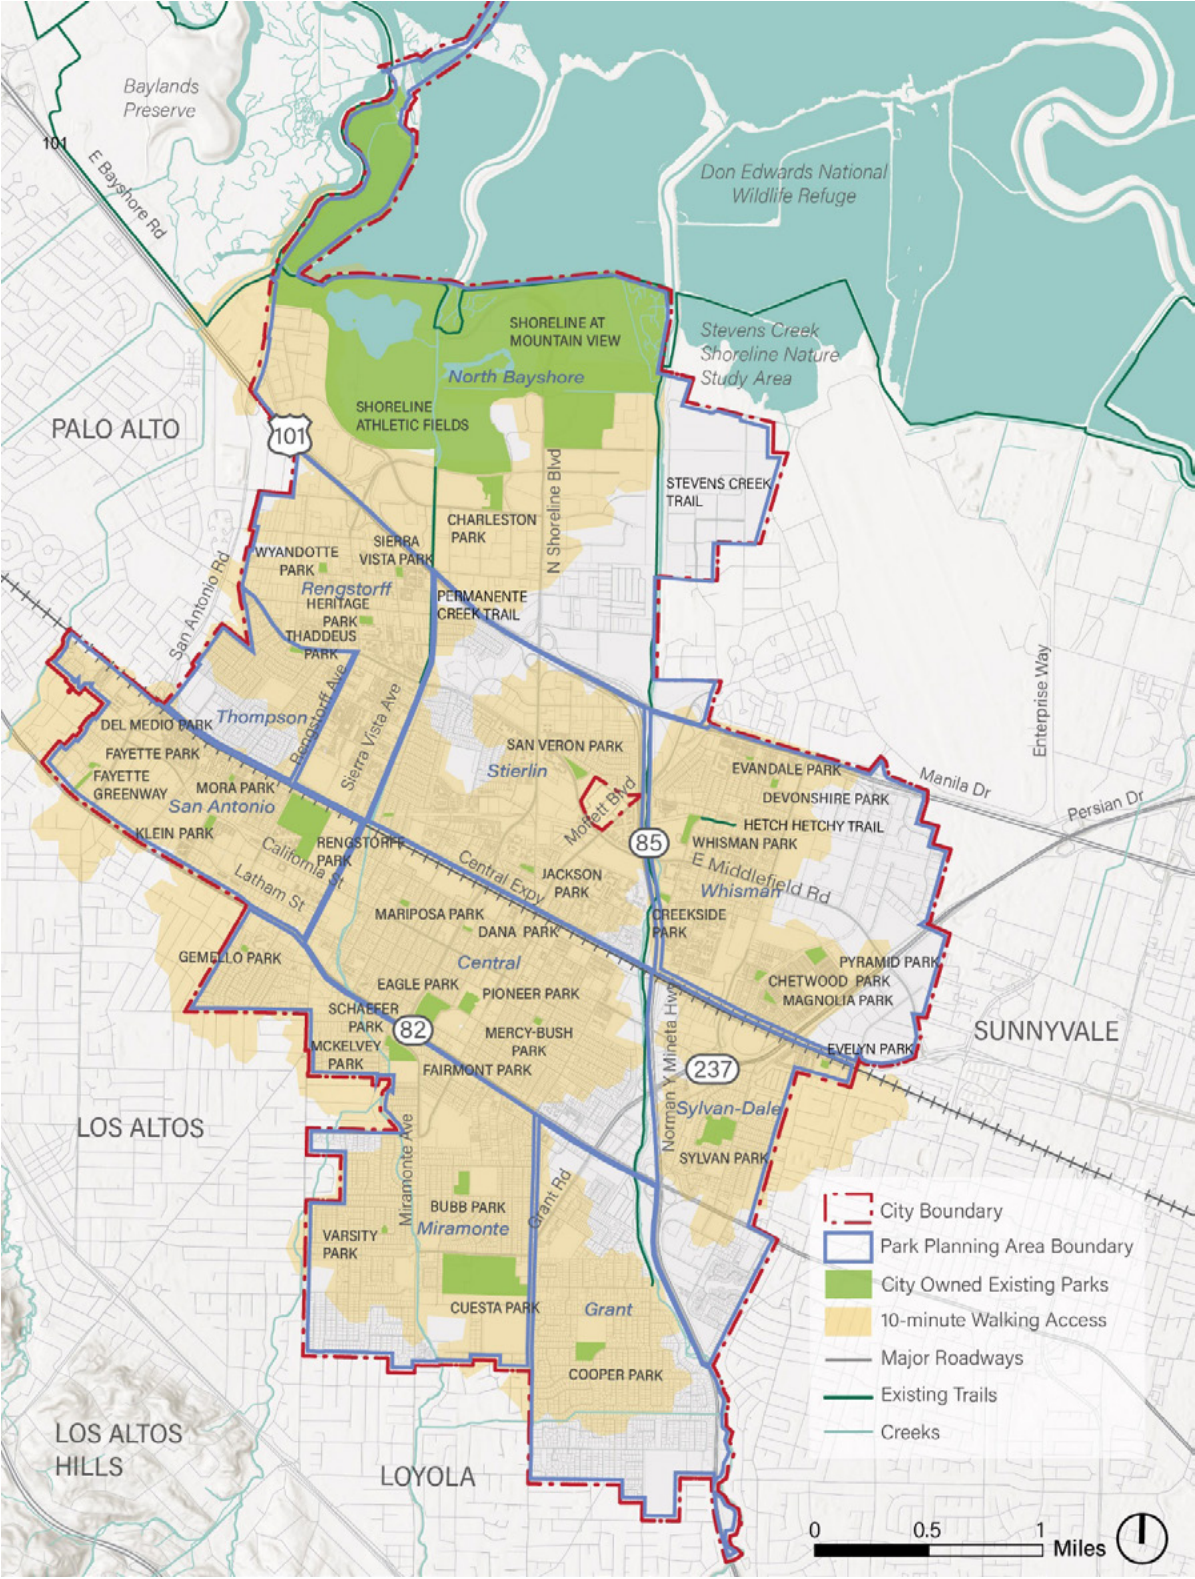 Baylands
Preserve
101
E Bayshore Rd
Don Edwards National
Wildlife Refuge
SHORELINE AT
MOUNTAIN VIEW
Stevens Creek
Shoreline Nature
Study Area
North Bayshore
PALO ALTO
SHORELINE
ATHLETIC FIELDS
101
N Shoreline Blvd
STEVENS CREEK
TRAIL
CHARLESTON
PARK
SIERRA
VISTA PARK
WYANDOTTE
PARK
Rengstorff
HERITAGE
PARK
PERMANENTE
CREEK TRAIL
San Antonio Rd
THADDEUS
PARK
Enterprise Way
Rengstorff Ave
Sierra Vista Ave
Thompson
DEL MEDIO PARK
FAYETTE PARK
SAN VERON PARK
Stierlin
EVANDALE PARK
Manila Dr
FAYETTE
GREENWAY
MORA PARK
San Antonio
DEVONSHIRE PARK
Persian Dr
Moffett Blvd
HETCH HETCHY TRAIL
KLEIN PARK
RENGSTORFF
PARK
85
WHISMAN PARK
California St
Latham St
Central Expy
E Middlefield Rd
Whisman
JACKSON
PARK
MARIPOSA PARK
DANA PARK
CREEKSIDE
PARK
GEMELLO PARK
Central
PYRAMID PARK
CHETWOOD PARK
MAGNOLIA PARK
EAGLE PARK
PIONEER PARK
SCHAEFER
PARK
82
MERCY-BUSH
PARK
Norman Y Mineta Hwy
SUNNYVALE
MCKELVEY
PARK
FAIRMONT PARK
EVELYN PARK
237
LOS ALTOS
Sylvan-Dale
Miramonte Ave
SYLVAN PARK
Grant Rd
BUBB PARK
Miramonte
VARSITY
PARK
CUESTA PARK
Grant
COOPER PARK
City Boundary
Park Planning Area Boundary
City Owned Existing Parks
10-minute Walking Access
Major Roadways
Existing Trails
Creeks
LOS ALTOS
HILLS
LOYOLA
0 0.5 1
Miles